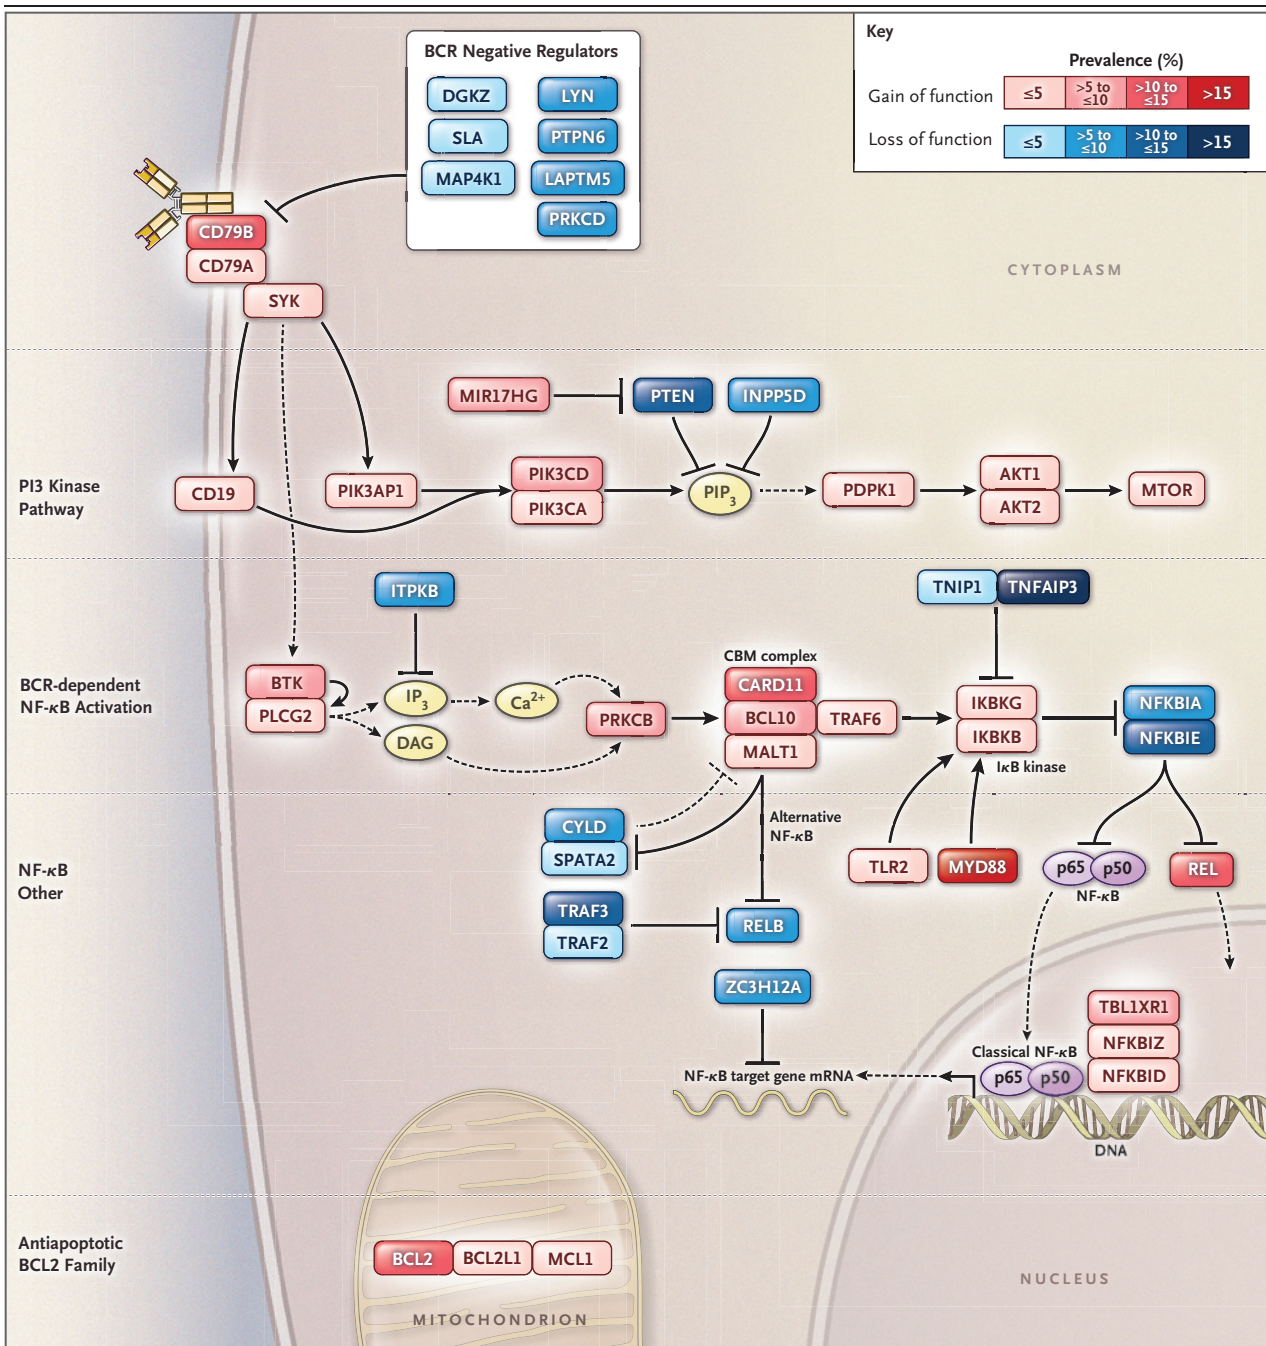 BCR Negative Regulators
DGKZ
LYN
SLA
PTPN6
MAP4K1
LAPTM5
PRKCD
Key
Prevalence (%)
Gain of function
≤5
>5 to ≤10
>10 to ≤15
>15
Loss of function
≤5
>5 to ≤10
>10 to ≤15
>15
CD79B
CD79A
SYK
CYTOPLASM
PI3 Kinase
Pathway
MIR17HG
PTEN
INPP5D
CD19
PIK3AP1
PIK3CD
PIK3CA
PIP3
PDPK1
AKT1
AKT2
MTOR
BCR-dependent
NF-κB Activation
ITPKB
TNIP1
TNFAIP3
BTK
PLCG2
IP3
DAG
Ca2+
PRKCB
CBM complex
CARD11
BCL10
MALT1
TRAF6
IKBKG
IKBKB
IκB kinase
NFKBIA
NFKBIE
NF-κB
Other
CYLD
SPATA2
Alternative
NF-κB
TLR2
MYD88
p65
p50
NF-κB
REL
TRAF3
TRAF2
RELB
ZC3H12A
NF-κB target gene mRNA
Classical NF-κB
p65
p50
TBL1XR1
NFKBIZ
NFKBID
DNA
Antiapoptotic
BCL2 Family
BCL2
BCL2L1
MCL1
MITOCHONDRION
NUCLEUS